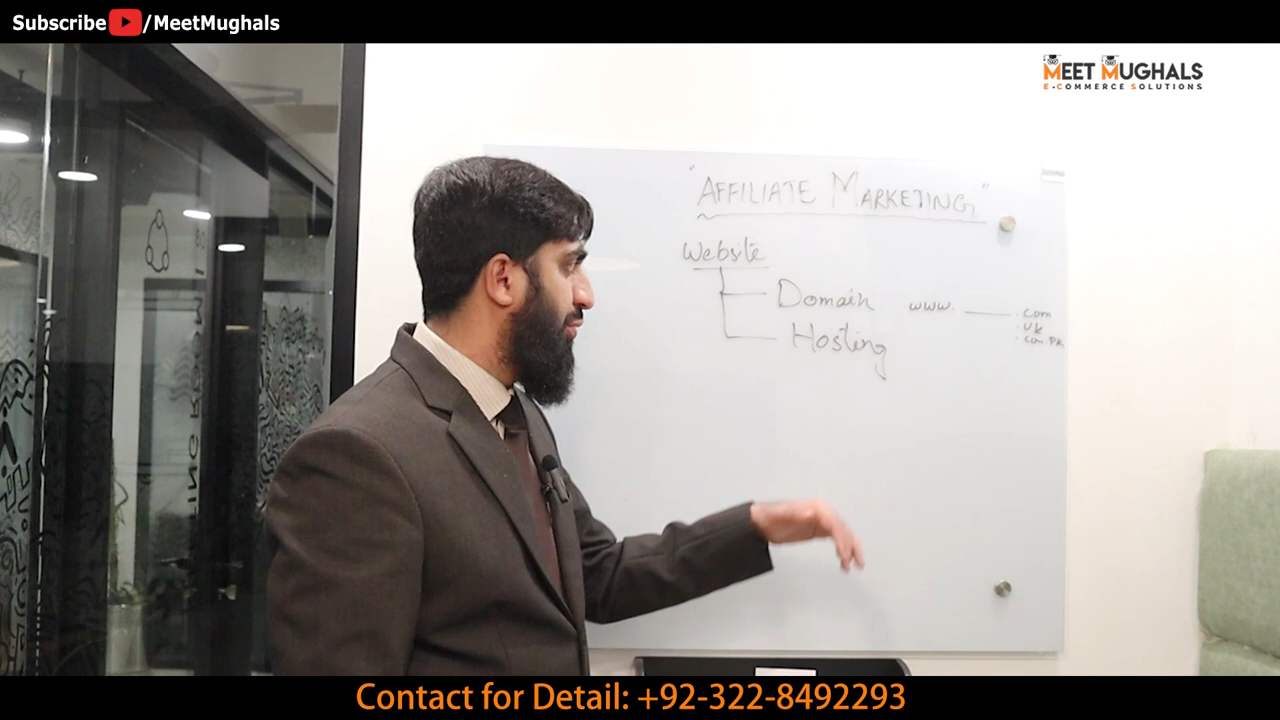 Subscribe /MeetMughals
MEET MUGHALS
E-COMMERCE SOLUTIONS
"AFFILIATE MARKETING"
Website
Domain www. ______ .com
.uk
.com.PK
Hosting
Contact for Detail: +92-322-8492293